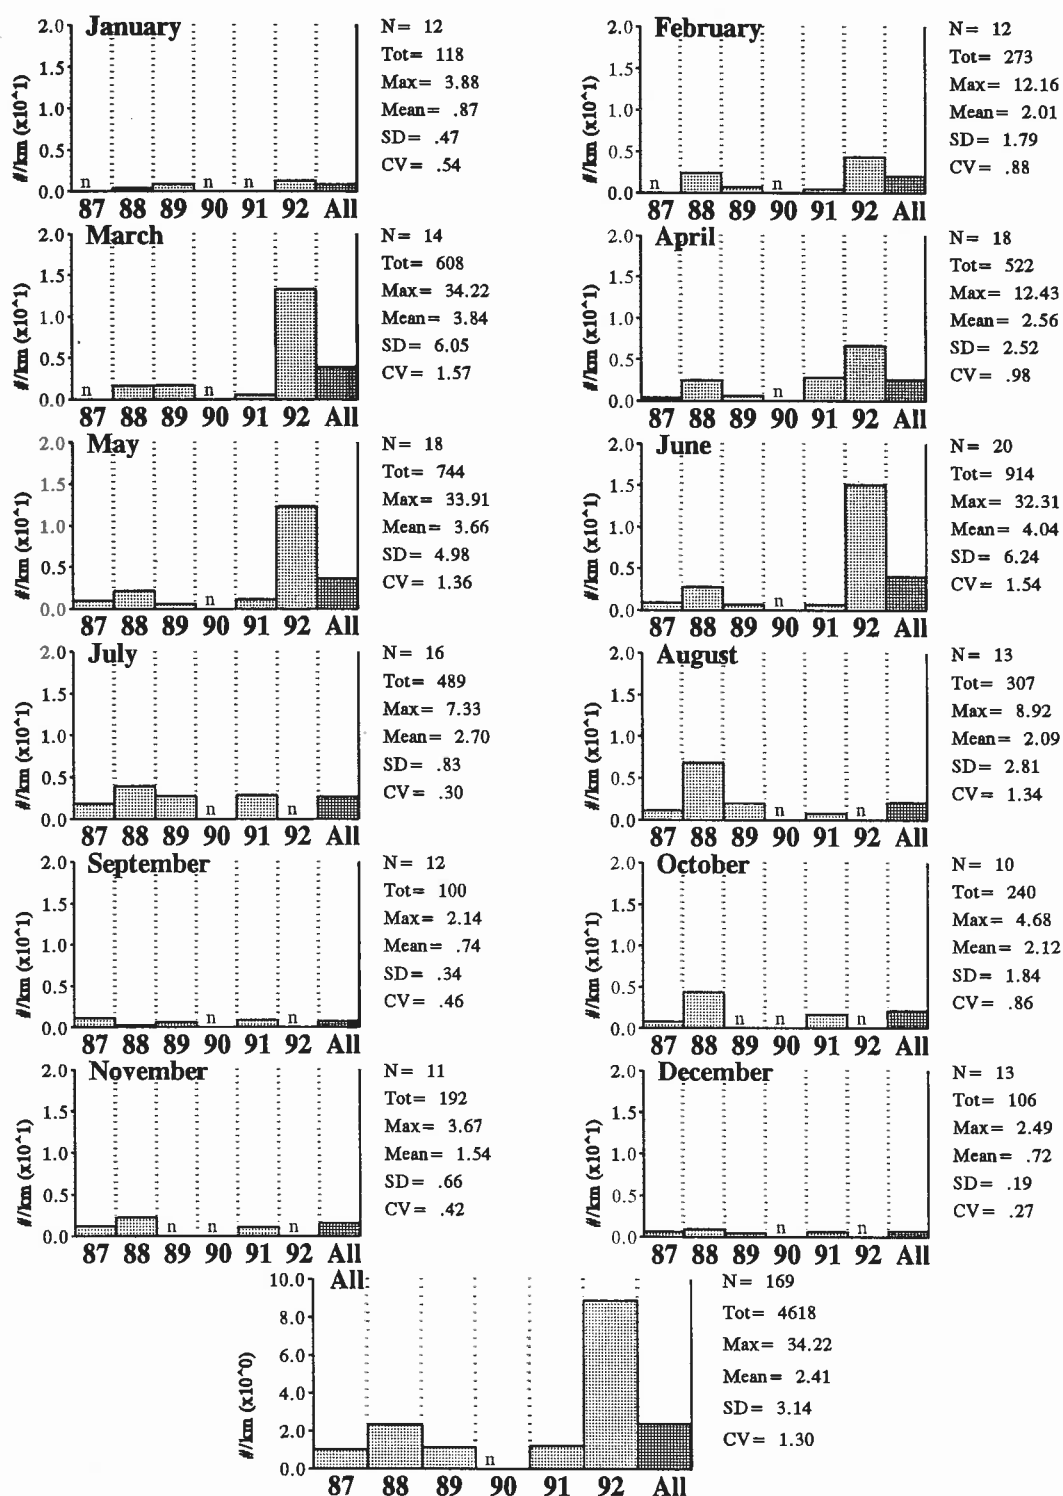 January
#/km (x10^1)
2.0
1.5
1.0
0.5
0.0
n n n
87 88 89 90 91 92 All
N= 12
Tot= 118
Max= 3.88
Mean= .87
SD= .47
CV= .54
February
#/km (x10^1)
2.0
1.5
1.0
0.5
0.0
n n
87 88 89 90 91 92 All
N= 12
Tot= 273
Max= 12.16
Mean= 2.01
SD= 1.79
CV= .88
March
#/km (x10^1)
2.0
1.5
1.0
0.5
0.0
n n
87 88 89 90 91 92 All
N= 14
Tot= 608
Max= 34.22
Mean= 3.84
SD= 6.05
CV= 1.57
April
#/km (x10^1)
2.0
1.5
1.0
0.5
0.0
n
87 88 89 90 91 92 All
N= 18
Tot= 522
Max= 12.43
Mean= 2.56
SD= 2.52
CV= .98
May
#/km (x10^1)
2.0
1.5
1.0
0.5
0.0
n
87 88 89 90 91 92 All
N= 18
Tot= 744
Max= 33.91
Mean= 3.66
SD= 4.98
CV= 1.36
June
#/km (x10^1)
2.0
1.5
1.0
0.5
0.0
n
87 88 89 90 91 92 All
N= 20
Tot= 914
Max= 32.31
Mean= 4.04
SD= 6.24
CV= 1.54
July
#/km (x10^1)
2.0
1.5
1.0
0.5
0.0
n n
87 88 89 90 91 92 All
N= 16
Tot= 489
Max= 7.33
Mean= 2.70
SD= .83
CV= .30
August
#/km (x10^1)
2.0
1.5
1.0
0.5
0.0
n n
87 88 89 90 91 92 All
N= 13
Tot= 307
Max= 8.92
Mean= 2.09
SD= 2.81
CV= 1.34
September
#/km (x10^1)
2.0
1.5
1.0
0.5
0.0
n n
87 88 89 90 91 92 All
N= 12
Tot= 100
Max= 2.14
Mean= .74
SD= .34
CV= .46
October
#/km (x10^1)
2.0
1.5
1.0
0.5
0.0
n n n
87 88 89 90 91 92 All
N= 10
Tot= 240
Max= 4.68
Mean= 2.12
SD= 1.84
CV= .86
November
#/km (x10^1)
2.0
1.5
1.0
0.5
0.0
n n n
87 88 89 90 91 92 All
N= 11
Tot= 192
Max= 3.67
Mean= 1.54
SD= .66
CV= .42
December
#/km (x10^1)
2.0
1.5
1.0
0.5
0.0
n n
87 88 89 90 91 92 All
N= 13
Tot= 106
Max= 2.49
Mean= .72
SD= .19
CV= .27
All
#/km (x10^0)
10.0
8.0
6.0
4.0
2.0
0.0
n
87 88 89 90 91 92 All
N= 169
Tot= 4618
Max= 34.22
Mean= 2.41
SD= 3.14
CV= 1.30